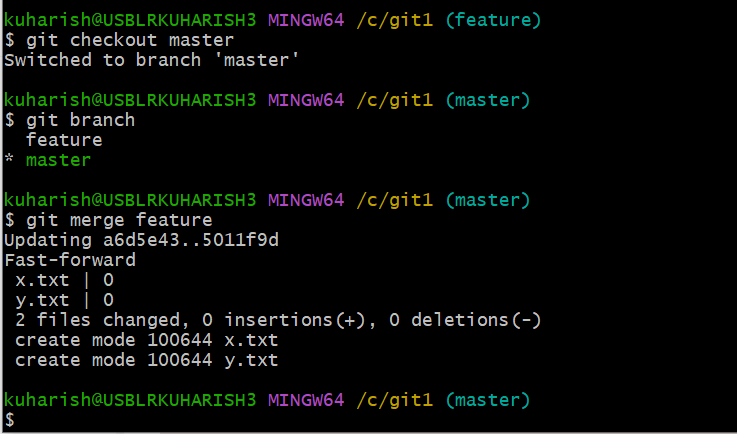 kuharish@USBLRKUHARISH3 MINGW64 /c/git1 (feature)
$ git checkout master
Switched to branch 'master'
kuharish@USBLRKUHARISH3 MINGW64 /c/git1 (master)
$ git branch
  feature
* master
kuharish@USBLRKUHARISH3 MINGW64 /c/git1 (master)
$ git merge feature
Updating a6d5e43..5011f9d
Fast-forward
 x.txt | 0
 y.txt | 0
 2 files changed, 0 insertions(+), 0 deletions(-)
 create mode 100644 x.txt
 create mode 100644 y.txt
kuharish@USBLRKUHARISH3 MINGW64 /c/git1 (master)
$